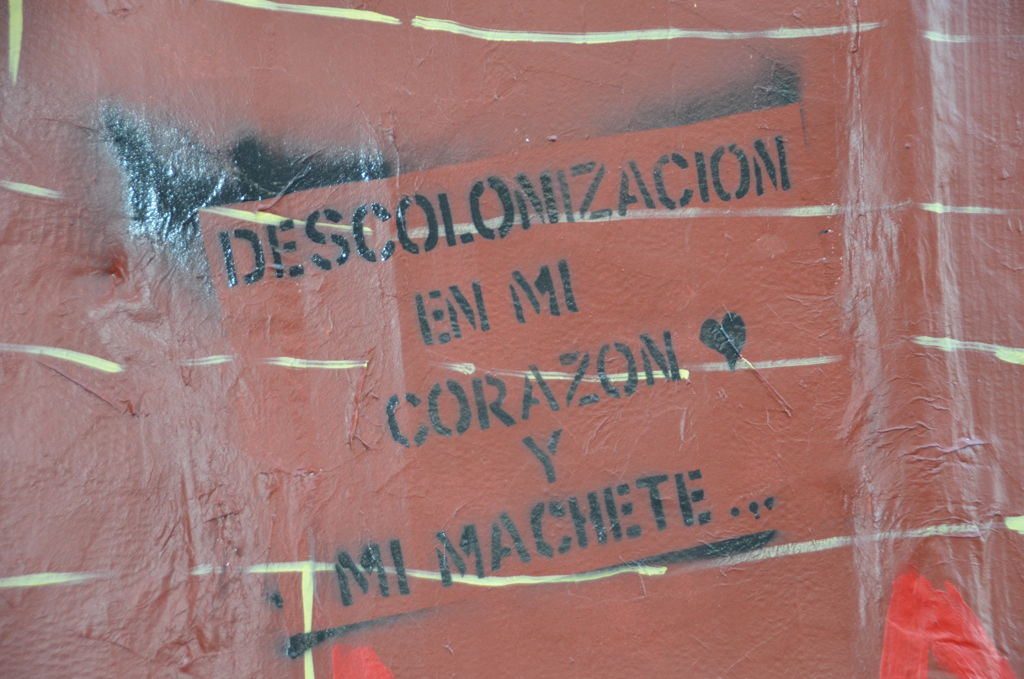 DESCOLONIZACION
EN MI
CORAZON
Y
MI MACHETE...